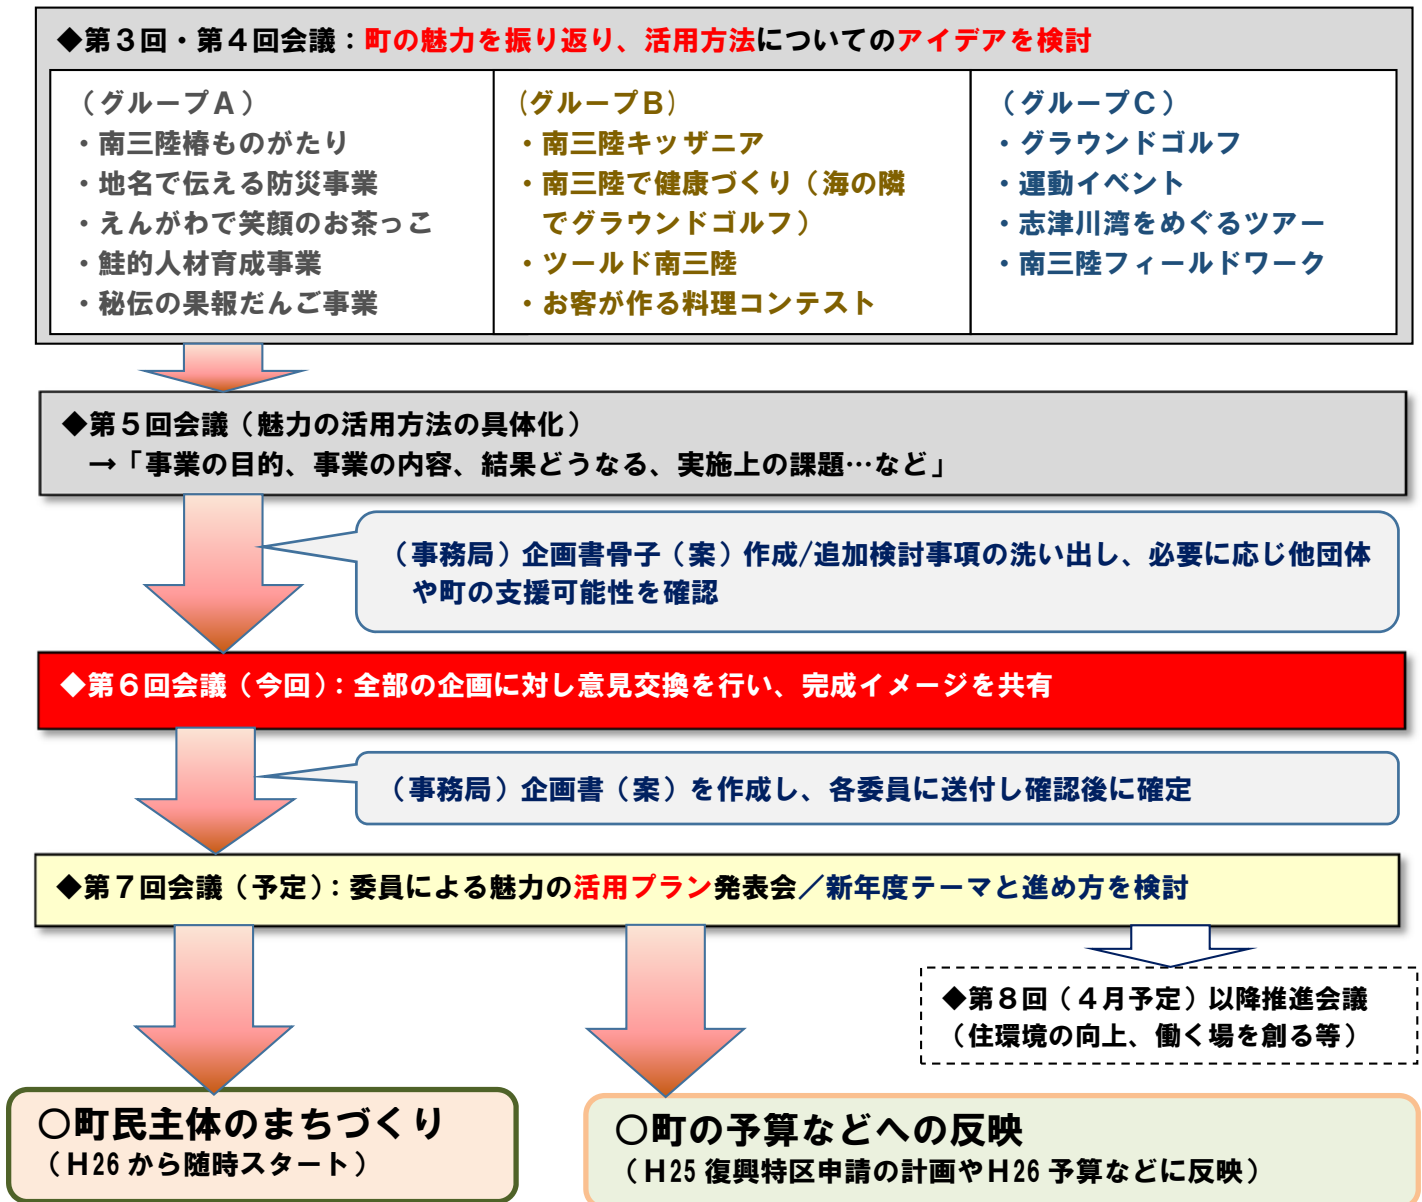 ◆第３回・第４回会議：町の魅力を振り返り、活用方法についてのアイデアを検討
（グループＡ）
・南三陸椿ものがたり
・地名で伝える防災事業
・えんがわで笑顔のお茶っこ
・鮭的人材育成事業
・秘伝の果報だんご事業
（グループＢ）
・南三陸キッザニア
・南三陸で健康づくり（海の隣
でグラウンドゴルフ）
・ツールド南三陸
・お客が作る料理コンテスト
（グループＣ）
・グラウンドゴルフ
・運動イベント
・志津川湾をめぐるツアー
・南三陸フィールドワーク
◆第５回会議（魅力の活用方法の具体化）
→「事業の目的、事業の内容、結果どうなる、実施上の課題…など」
（事務局）企画書骨子（案）作成/追加検討事項の洗い出し、必要に応じ他団体
や町の支援可能性を確認
◆第６回会議（今回）：全部の企画に対し意見交換を行い、完成イメージを共有
（事務局）企画書（案）を作成し、各委員に送付し確認後に確定
◆第７回会議（予定）：委員による魅力の活用プラン発表会／新年度テーマと進め方を検討
◆第８回（４月予定）以降推進会議
（住環境の向上、働く場を創る等）
○町民主体のまちづくり
（Ｈ26 から随時スタート）
○町の予算などへの反映
（Ｈ25 復興特区申請の計画やＨ26 予算などに反映）